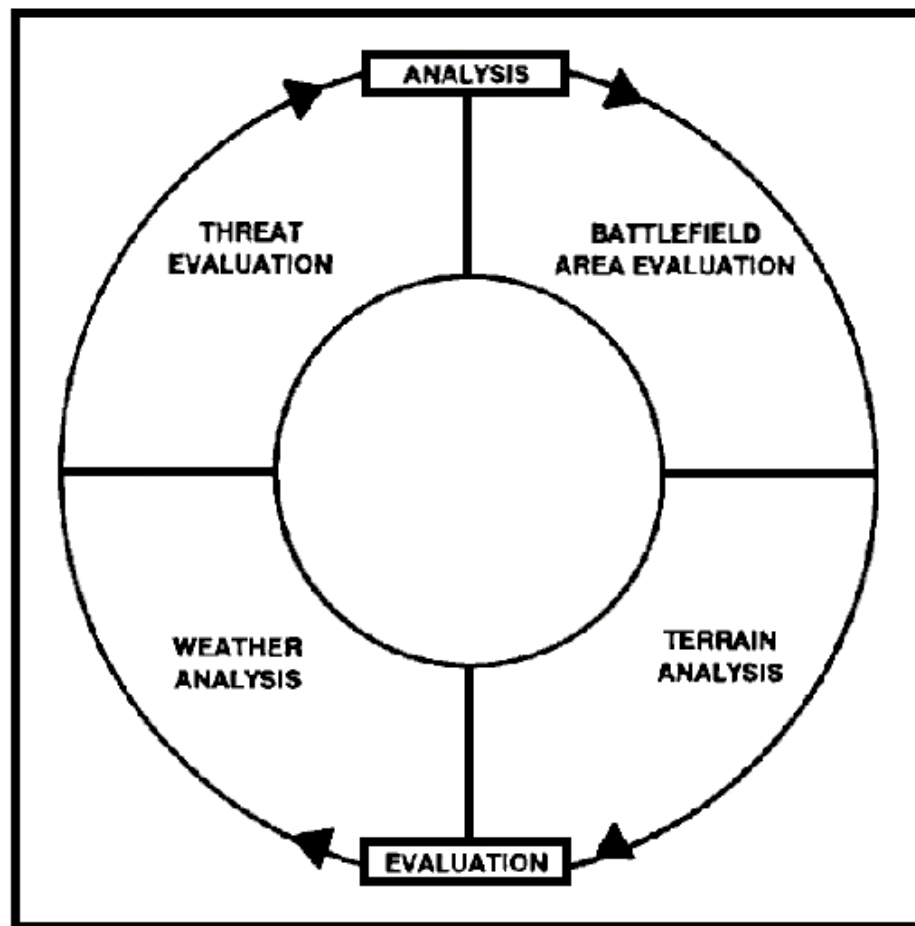 ANALYSIS
THREAT
EVALUATION
BATTLEFIELD
AREA EVALUATION
WEATHER
ANALYSIS
TERRAIN
ANALYSIS
EVALUATION